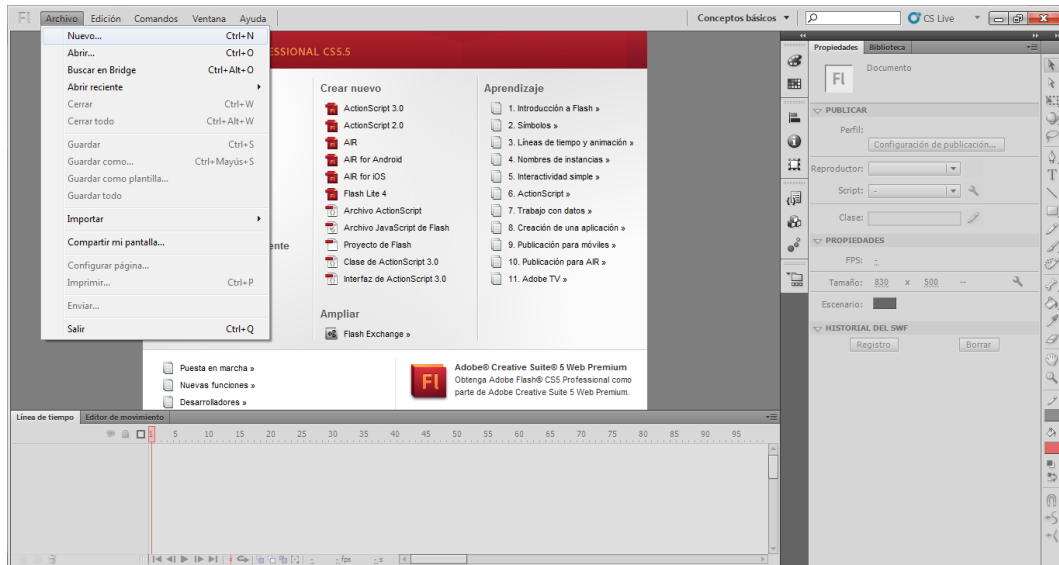 Fl Archivo Edición Comandos Ventana Ayuda Conceptos básicos CS Live
Nuevo... Ctrl+N
Abrir... Ctrl+O
Buscar en Bridge Ctrl+Alt+O
Abrir reciente
Cerrar Ctrl+W
Cerrar todo Ctrl+Alt+W
Guardar Ctrl+S
Guardar como... Ctrl+Mayús+S
Guardar como plantilla...
Guardar todo
Importar
Compartir mi pantalla...
Configurar página...
Imprimir... Ctrl+P
Enviar...
Salir Ctrl+Q
ESSIONAL CS5.5
ente
Crear nuevo
ActionScript 3.0
ActionScript 2.0
AIR
AIR for Android
AIR for iOS
Flash Lite 4
Archivo ActionScript
Archivo JavaScript de Flash
Proyecto de Flash
Clase de ActionScript 3.0
Interfaz de ActionScript 3.0
Ampliar
Flash Exchange »
Aprendizaje
1. Introducción a Flash »
2. Símbolos »
3. Líneas de tiempo y animación »
4. Nombres de instancias »
5. Interactividad simple »
6. ActionScript »
7. Trabajo con datos »
8. Creación de una aplicación »
9. Publicación para móviles »
10. Publicación para AIR »
11. Adobe TV »
Puesta en marcha »
Nuevas funciones »
Desarrolladores »
Fl
Adobe® Creative Suite® 5 Web Premium
Obtenga Adobe Flash® CS5 Professional como
parte de Adobe Creative Suite 5 Web Premium.
Propiedades Biblioteca
Fl Documento
PUBLICAR
Perfil:
Configuración de publicación...
Reproductor:
Script: -
Clase:
PROPIEDADES
FPS: -
Tamaño: 830 x 500 --
Escenario:
HISTORIAL DEL SWF
Registro Borrar
Línea de tiempo Editor de movimiento
1 5 10 15 20 25 30 35 40 45 50 55 60 65 70 75 80 85 90 95
- - fps - s